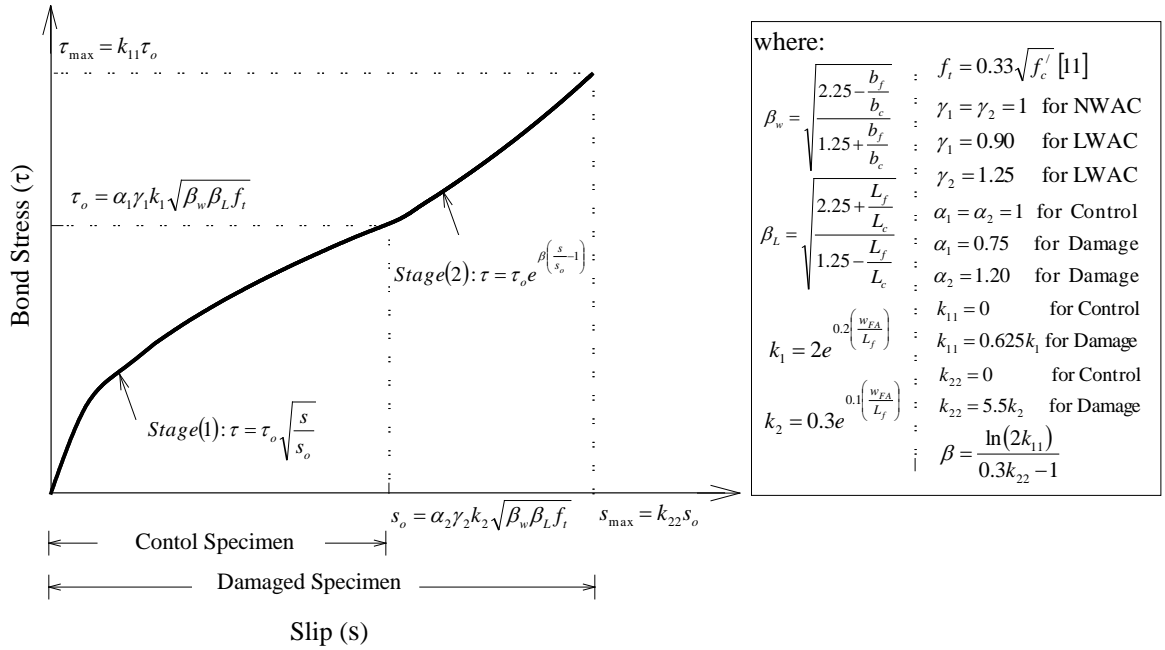 τ_max = k_11 τ_o
τ_o = α_1 γ_1 k_1 √(β_w β_L f_t)
Bond Stress (τ)
Stage(2): τ = τ_o e^(β(s/s_o − 1))
Stage(1): τ = τ_o √(s/s_o)
s_o = α_2 γ_2 k_2 √(β_w β_L f_t)
s_max = k_22 s_o
Contol Specimen
Damaged Specimen
Slip (s)
where:
β_w = √((2.25 − b_f/b_c)/(1.25 + b_f/b_c))
β_L = √((2.25 + L_f/L_c)/(1.25 − L_f/L_c))
k_1 = 2e^(0.2(w_FA/L_f))
k_2 = 0.3e^(0.1(w_FA/L_f))
f_t = 0.33√(f_c^/) [11]
γ_1 = γ_2 = 1 for NWAC
γ_1 = 0.90 for LWAC
γ_2 = 1.25 for LWAC
α_1 = α_2 = 1 for Control
α_1 = 0.75 for Damage
α_2 = 1.20 for Damage
k_11 = 0 for Control
k_11 = 0.625k_1 for Damage
k_22 = 0 for Control
k_22 = 5.5k_2 for Damage
β = ln(2k_11)/(0.3k_22 − 1)